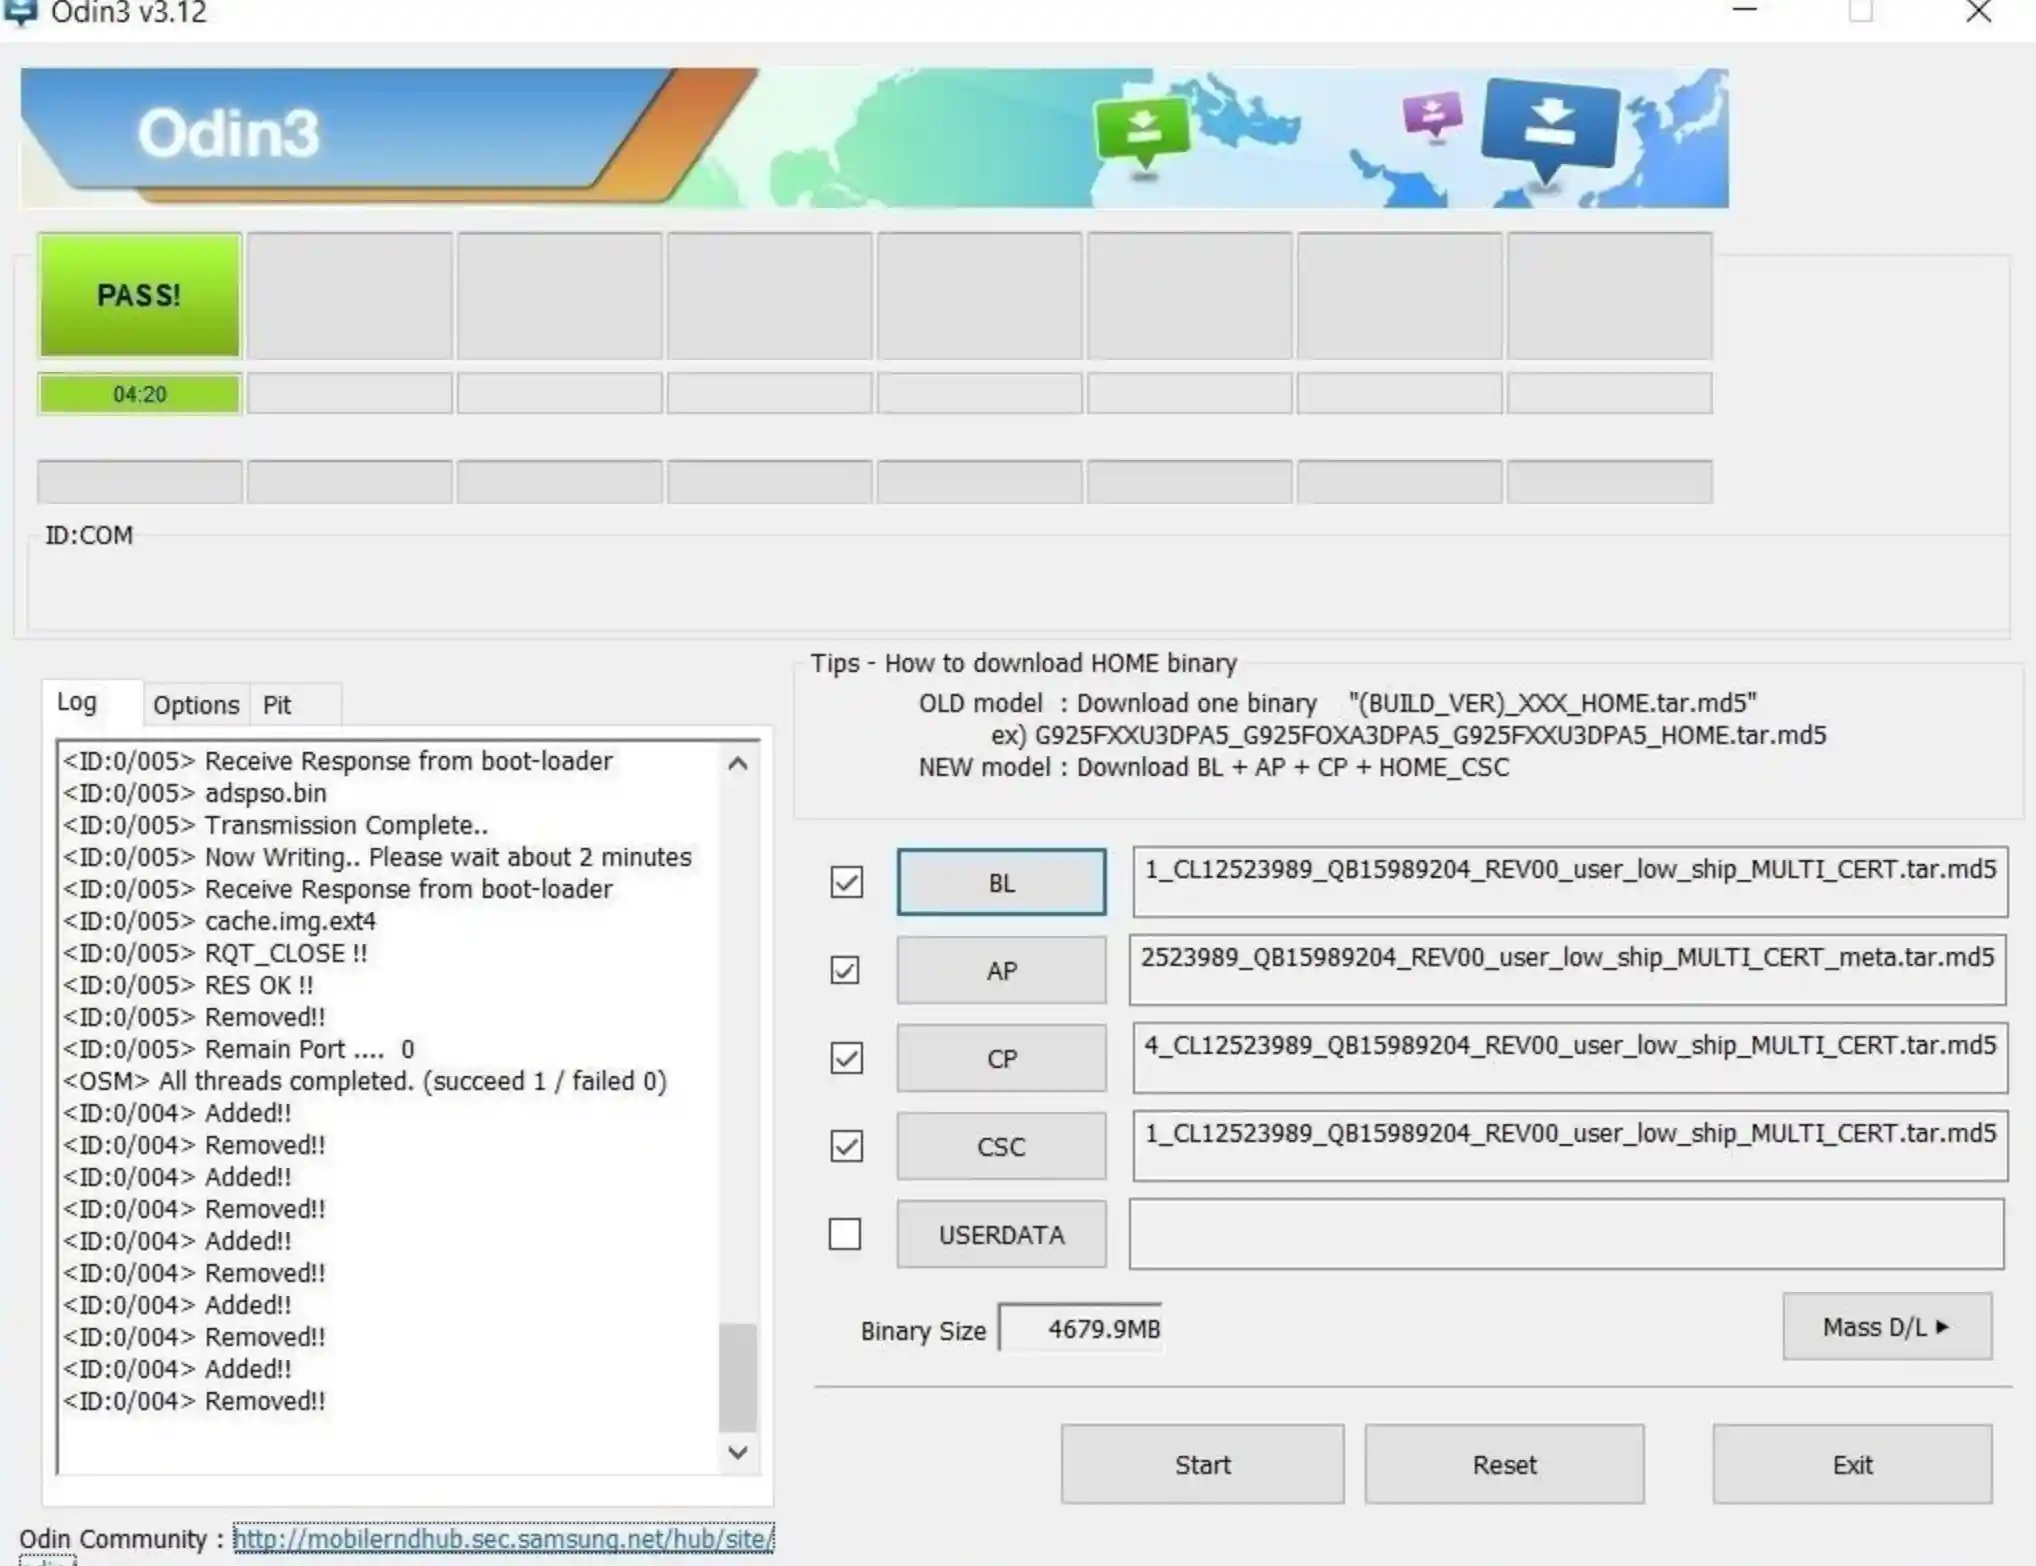 Odin3 v3.12
Odin3
PASS!
04:20
ID:COM
Log
Options
Pit
<ID:0/005> Receive Response from boot-loader
<ID:0/005> adspso.bin
<ID:0/005> Transmission Complete..
<ID:0/005> Now Writing.. Please wait about 2 minutes
<ID:0/005> Receive Response from boot-loader
<ID:0/005> cache.img.ext4
<ID:0/005> RQT_CLOSE !!
<ID:0/005> RES OK !!
<ID:0/005> Removed!!
<ID:0/005> Remain Port .... 0
<OSM> All threads completed. (succeed 1 / failed 0)
<ID:0/004> Added!!
<ID:0/004> Removed!!
<ID:0/004> Added!!
<ID:0/004> Removed!!
<ID:0/004> Added!!
<ID:0/004> Removed!!
<ID:0/004> Added!!
<ID:0/004> Removed!!
<ID:0/004> Added!!
<ID:0/004> Removed!!
Tips - How to download HOME binary
OLD model : Download one binary "(BUILD_VER)_XXX_HOME.tar.md5"
ex) G925FXXU3DPA5_G925FOXA3DPA5_G925FXXU3DPA5_HOME.tar.md5
NEW model : Download BL + AP + CP + HOME_CSC
BL 1_CL12523989_QB15989204_REV00_user_low_ship_MULTI_CERT.tar.md5
AP 2523989_QB15989204_REV00_user_low_ship_MULTI_CERT_meta.tar.md5
CP 4_CL12523989_QB15989204_REV00_user_low_ship_MULTI_CERT.tar.md5
CSC 1_CL12523989_QB15989204_REV00_user_low_ship_MULTI_CERT.tar.md5
USERDATA
Binary Size 4679.9MB
Mass D/L
Start
Reset
Exit
Odin Community : http://mobilerndhub.sec.samsung.net/hub/site/